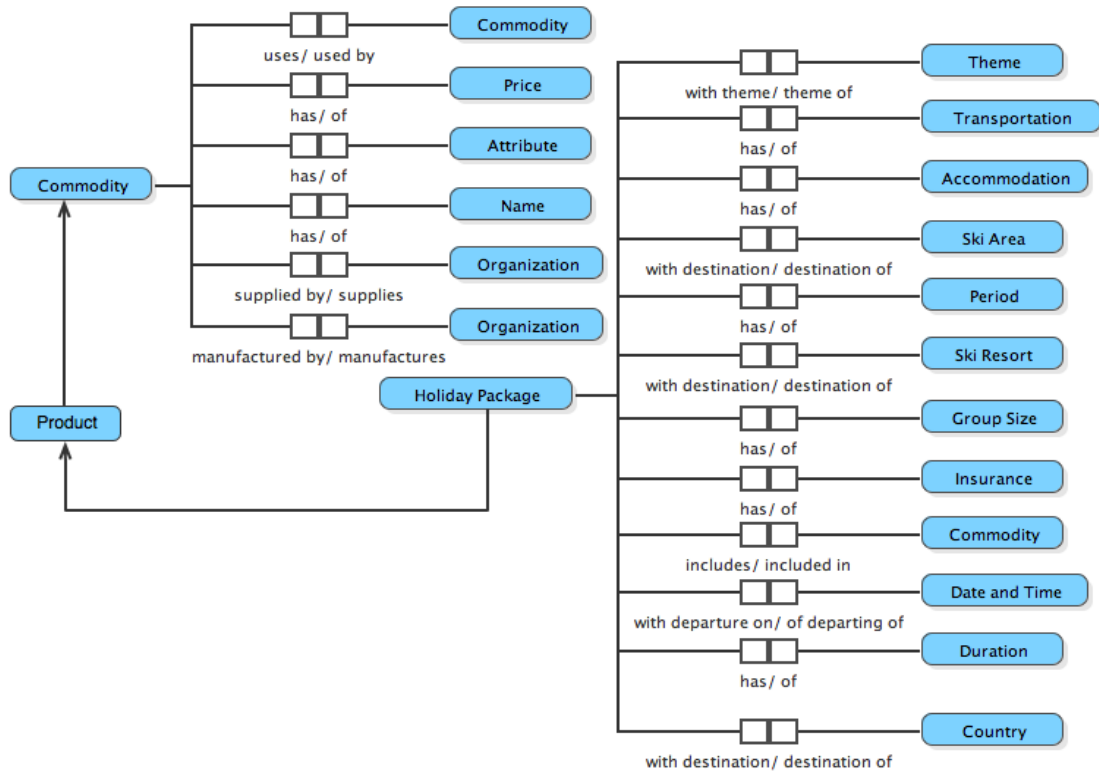 Commodity
uses/ used by
Price
has/ of
Attribute
has/ of
Commodity
Name
has/ of
Organization
supplied by/ supplies
Organization
manufactured by/ manufactures
Product
Holiday Package
Theme
with theme/ theme of
Transportation
has/ of
Accommodation
has/ of
Ski Area
with destination/ destination of
Period
has/ of
Ski Resort
with destination/ destination of
Group Size
has/ of
Insurance
has/ of
Commodity
includes/ included in
Date and Time
with departure on/ of departing of
Duration
has/ of
Country
with destination/ destination of